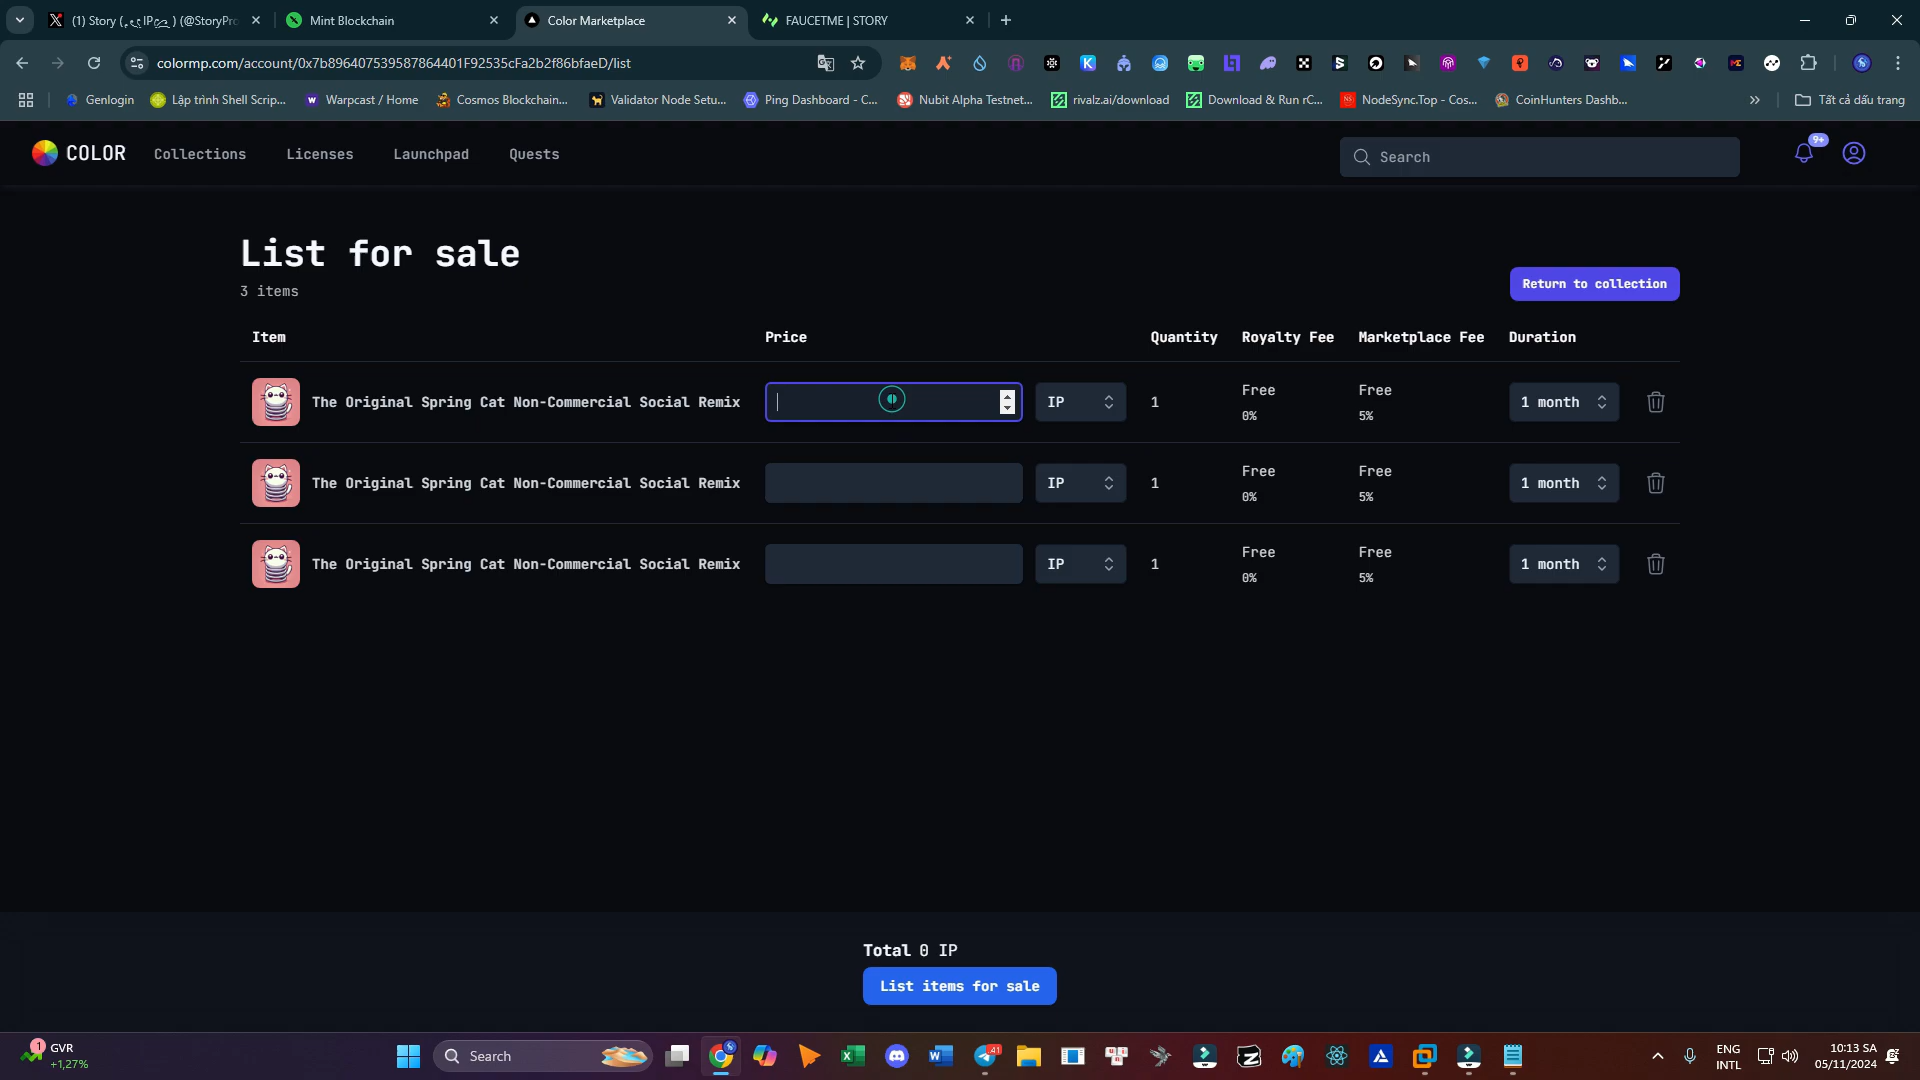 (1) Story
(@StoryPro
Mint Blockchain
Color Marketplace
FAUCETME | STORY
colormp.com/account/0x7b896407539587864401F92535cFa2b2f86bfaeD/list
Genlogin
Lập trình Shell Scrip...
Warpcast / Home
Cosmos Blockchain...
Validator Node Setu...
Ping Dashboard - C...
Nubit Alpha Testnet...
rivalz.ai/download
Download & Run rC...
NodeSync.Top - Cos...
CoinHunters Dashb...
Tất cả dấu trang
COLOR
Collections
Licenses
Launchpad
Quests
Search
9+
List for sale
3 items
Return to collection
Item Price Quantity Royalty Fee Marketplace Fee Duration
The Original Spring Cat Non-Commercial Social Remix IP 1 Free Free 1 month
0% 5%
The Original Spring Cat Non-Commercial Social Remix IP 1 Free Free 1 month
0% 5%
The Original Spring Cat Non-Commercial Social Remix IP 1 Free Free 1 month
0% 5%
Total 0 IP
List items for sale
1
GVR
+1,27%
Search
41
ENG
INTL
10:13 SA
05/11/2024